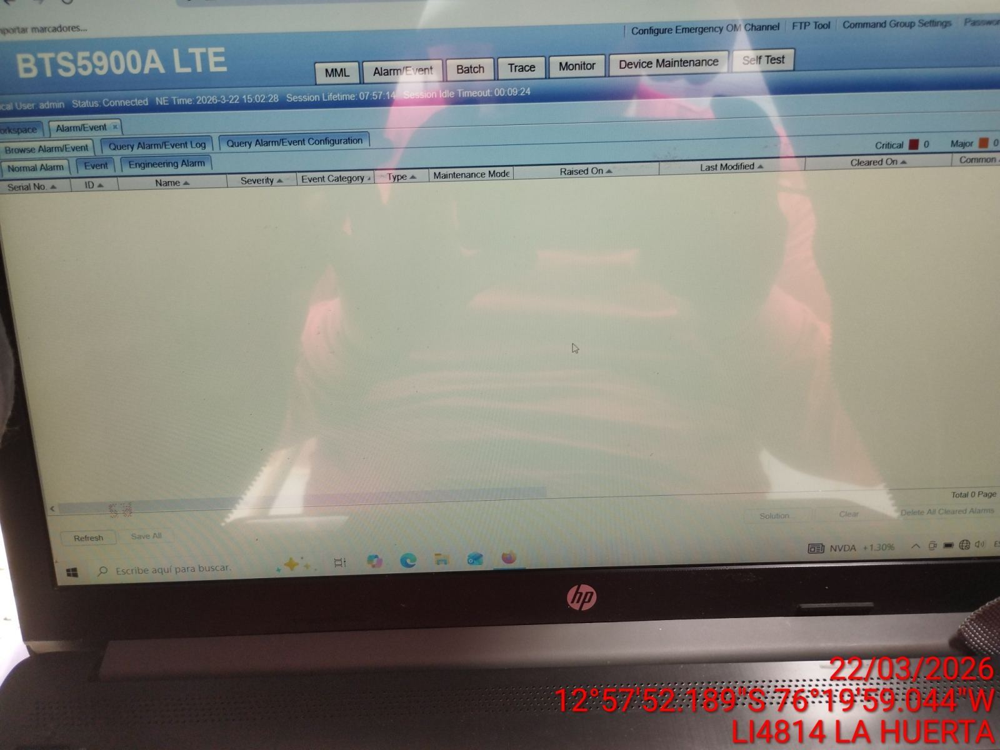 portar marcadores...
Configure Emergency OM Channel FTP Tool Command Group Settings Passwor
BTS5900A LTE
MML Alarm/Event Batch Trace Monitor Device Maintenance Self Test
cal User: admin Status: Connected NE Time: 2026-3-22 15:02:28 Session Lifetime: 07:57:14 Session Idle Timeout: 00:09:24
orkspace Alarm/Event
Browse Alarm/Event Query Alarm/Event Log Query Alarm/Event Configuration
Critical 0 Major 0
Normal Alarm Event Engineering Alarm
Serial No. ID Name Severity Event Category Type Maintenance Mode Raised On Last Modified Cleared On Common
Total 0 Page
Solution Clear Delete All Cleared Alarms
Refresh Save All
Escribe aquí para buscar. NVDA +1.30% ES
hp
22/03/2026
12°57'52.189"S 76°19'59.044"W
LI4814 LA HUERTA